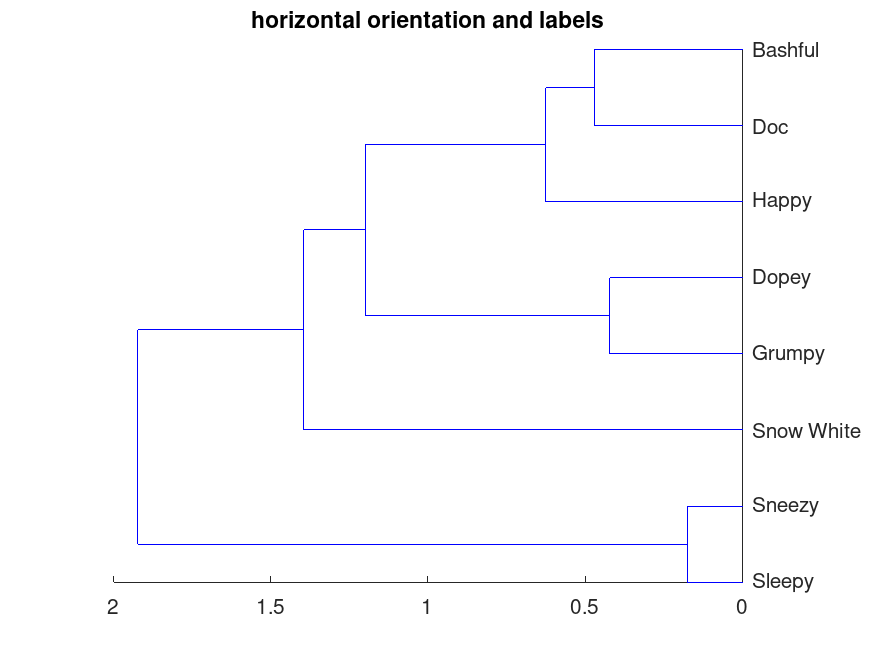 horizontal orientation and labels
Bashful
Doc
Happy
Dopey
Grumpy
Snow White
Sneezy
Sleepy
2 1.5 1 0.5 0